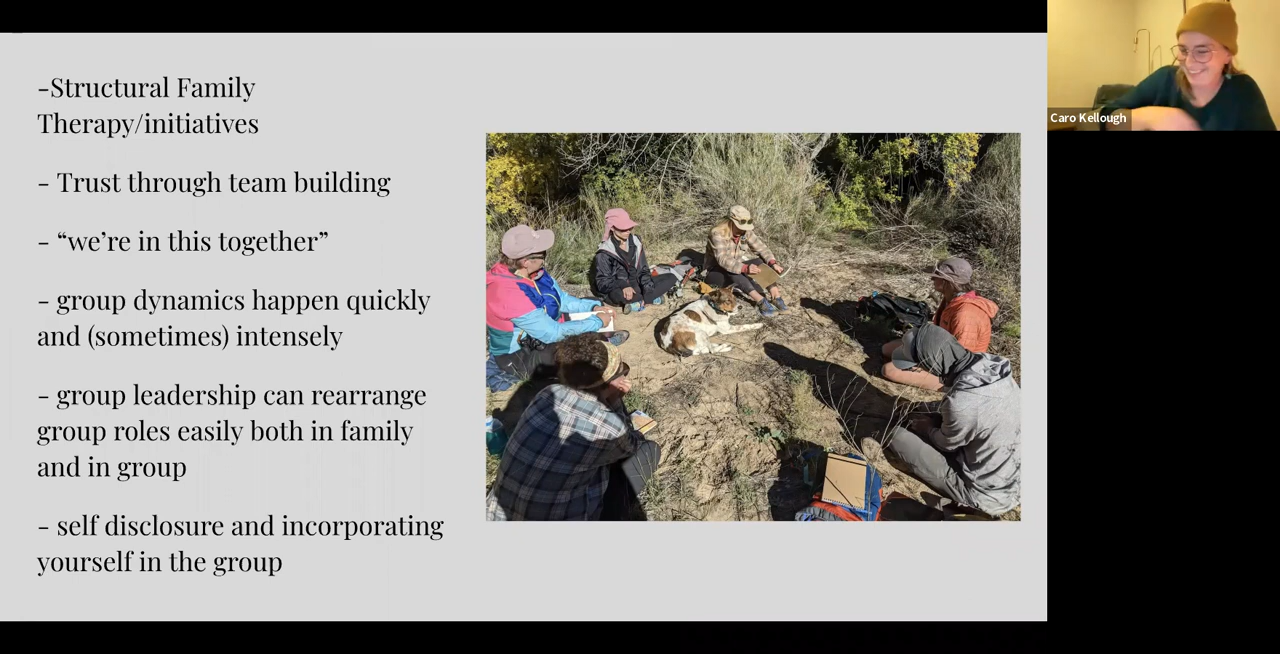 -Structural Family
Therapy/initiatives
- Trust through team building
- “we’re in this together”
- group dynamics happen quickly
and (sometimes) intensely
- group leadership can rearrange
group roles easily both in family
and in group
- self disclosure and incorporating
yourself in the group
Caro Kellough